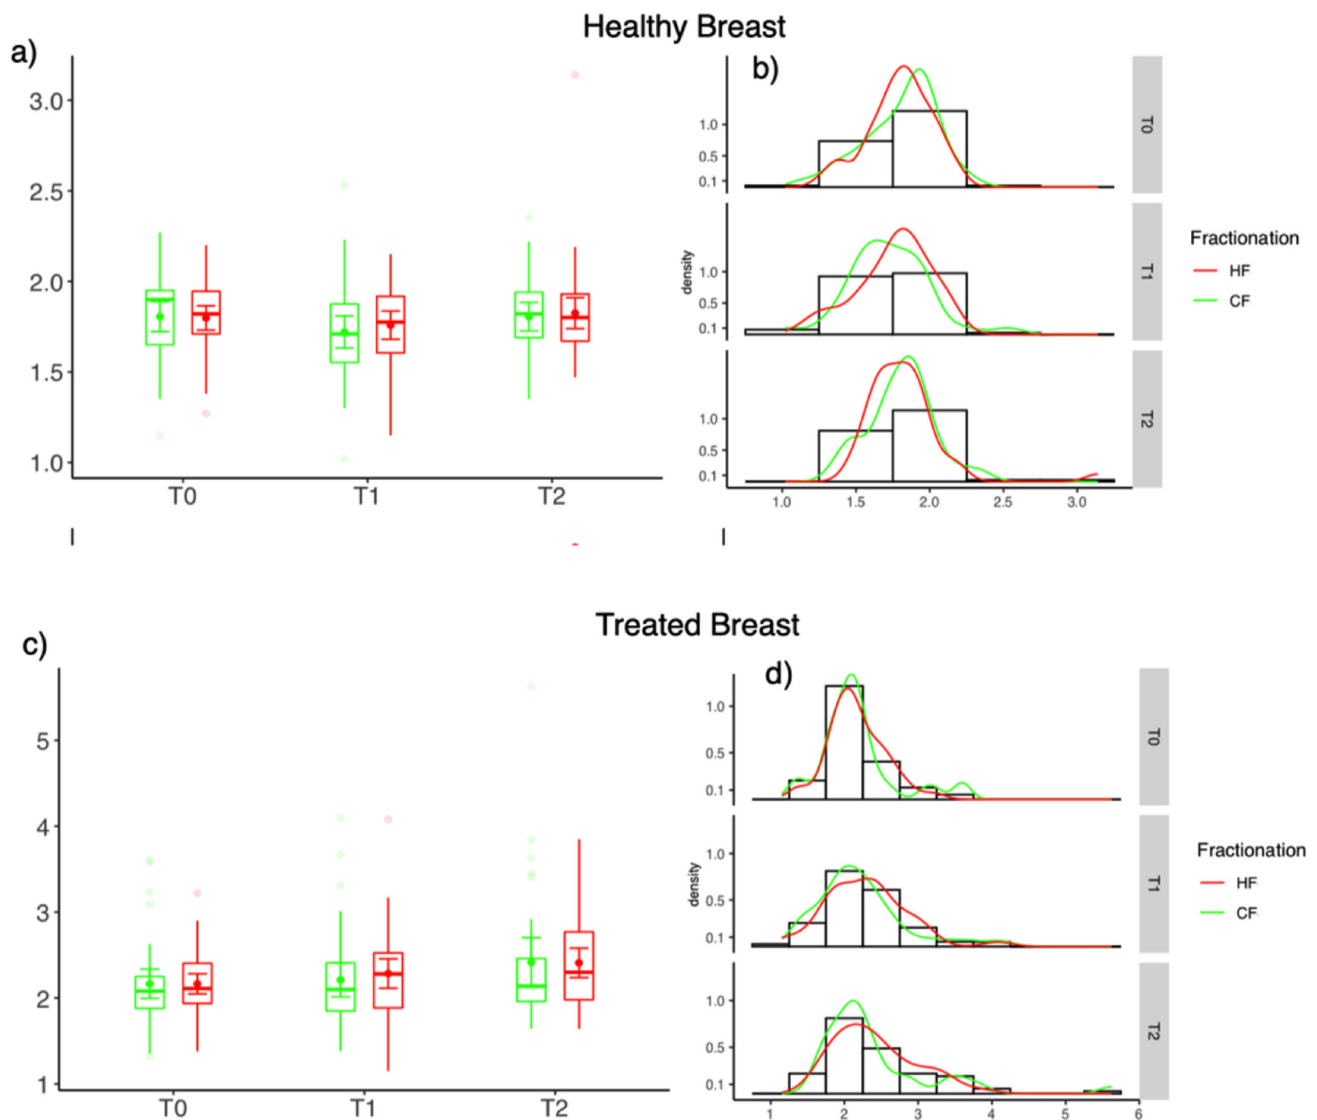 Healthy Breast
a)
3.0
2.5
2.0
1.5
1.0
T0 T1 T2
b)
density
1.0
0.5
0.1
T0
1.0
0.5
0.1
T1
1.0
0.5
0.1
T2
1.0 1.5 2.0 2.5 3.0
Fractionation
HF
CF
Treated Breast
c)
5
4
3
2
1
T0 T1 T2
d)
density
1.0
0.5
0.1
T0
1.0
0.5
0.1
T1
1.0
0.5
0.1
T2
1 2 3 4 5 6
Fractionation
HF
CF